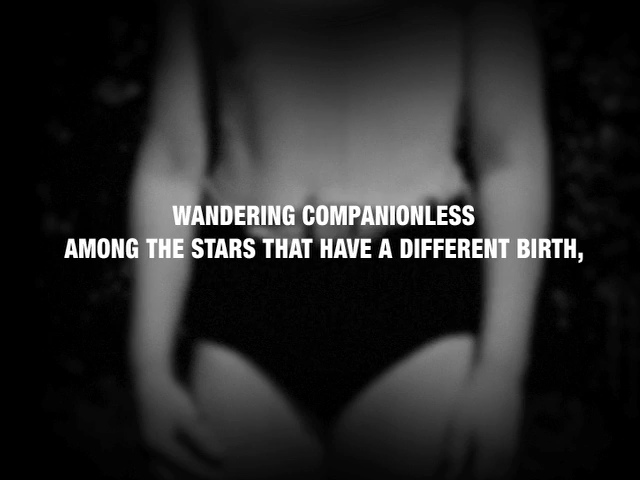 WANDERING COMPANIONLESS
AMONG THE STARS THAT HAVE A DIFFERENT BIRTH,